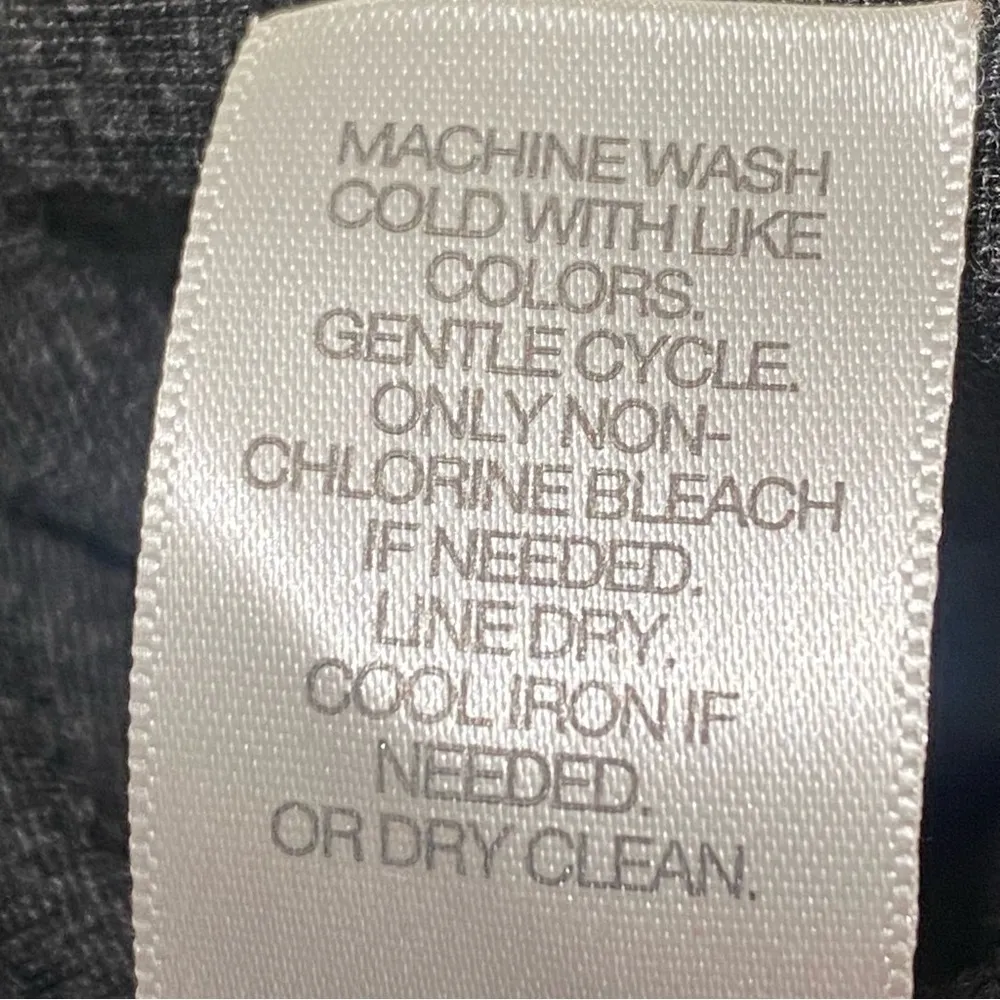 MACHINE WASH
COLD WITH LIKE
COLORS.
GENTLE CYCLE.
ONLY NON-
CHLORINE BLEACH
IF NEEDED.
LINE DRY.
COOL IRON IF
NEEDED.
OR DRY CLEAN.